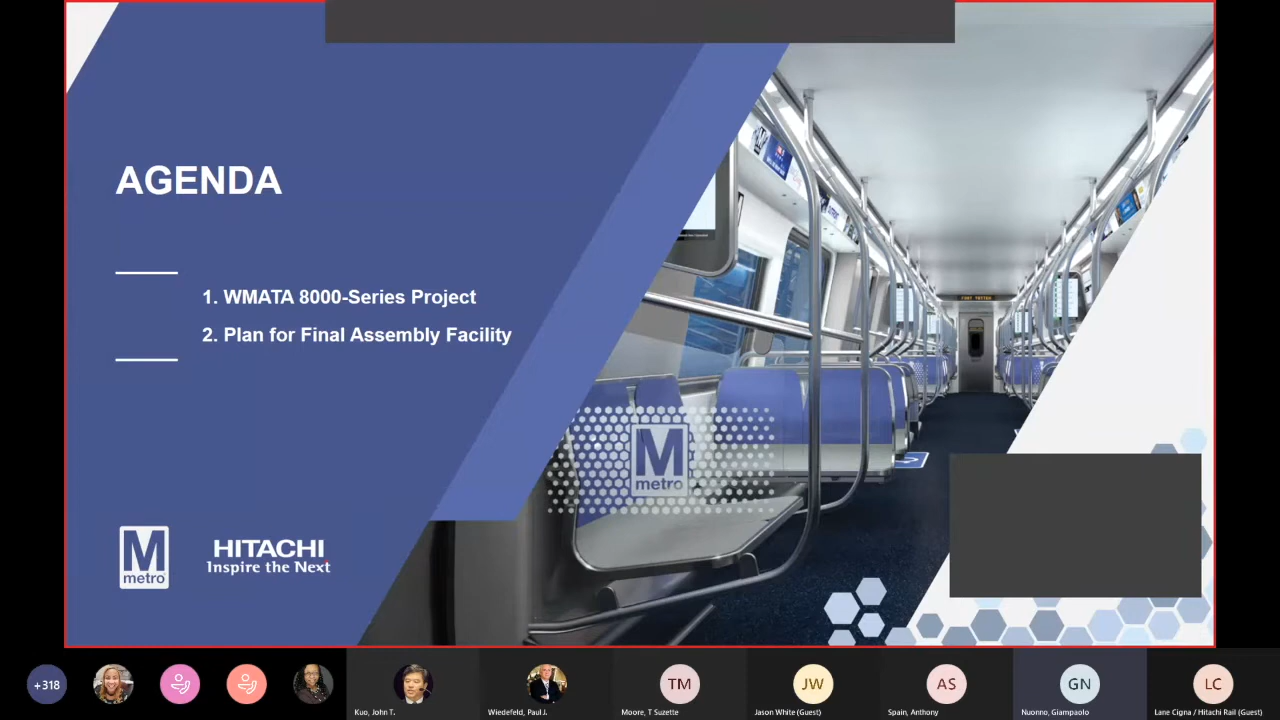 AGENDA
1. WMATA 8000-Series Project
2. Plan for Final Assembly Facility
M
metro
M
metro
HITACHI
Inspire the Next
+318
TM
JW
AS
GN
LC
Kuo, John T.
Wiedefeld, Paul J.
Moore, T Suzette
Jason White (Guest)
Spain, Anthony
Nuonno, Giampaolo
Lane Cigna / Hitachi Rail (Guest)